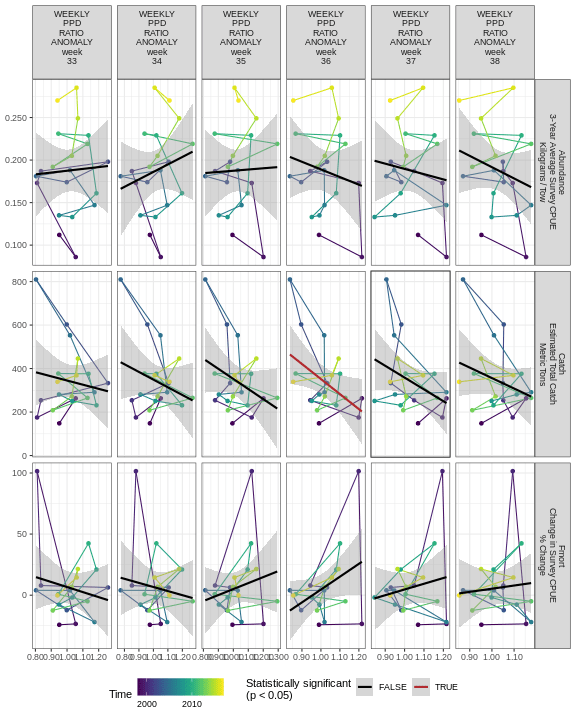 WEEKLY
PPD
RATIO
ANOMALY
week
33
WEEKLY
PPD
RATIO
ANOMALY
week
34
WEEKLY
PPD
RATIO
ANOMALY
week
35
WEEKLY
PPD
RATIO
ANOMALY
week
36
WEEKLY
PPD
RATIO
ANOMALY
week
37
WEEKLY
PPD
RATIO
ANOMALY
week
38
0.250
0.200
0.150
0.100
Abundance
3-Year Average Survey CPUE
Kilograms / Tow
800
600
400
200
0
Catch
Estimated Total Catch
Metric Tons
100
50
0
Fmort
Change in Survey CPUE
% Change
0.90 1.00 1.10 1.20
0.90 1.00 1.10 1.20
0.90 1.00 1.10
Time
2000 2010
Statistically significant
(p < 0.05)
FALSE
TRUE